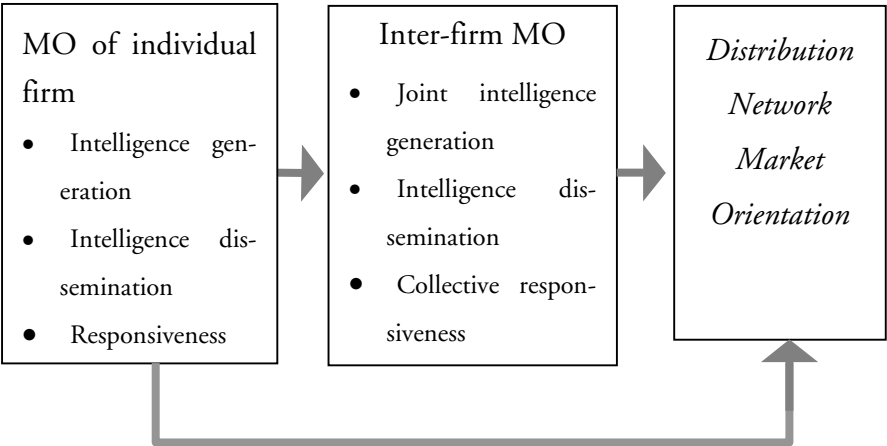 MO of individual
firm
• Intelligence gen-
eration
• Intelligence dis-
semination
• Responsiveness
Inter-firm MO
• Joint intelligence
generation
• Intelligence dis-
semination
• Collective respon-
siveness
Distribution
Network
Market
Orientation